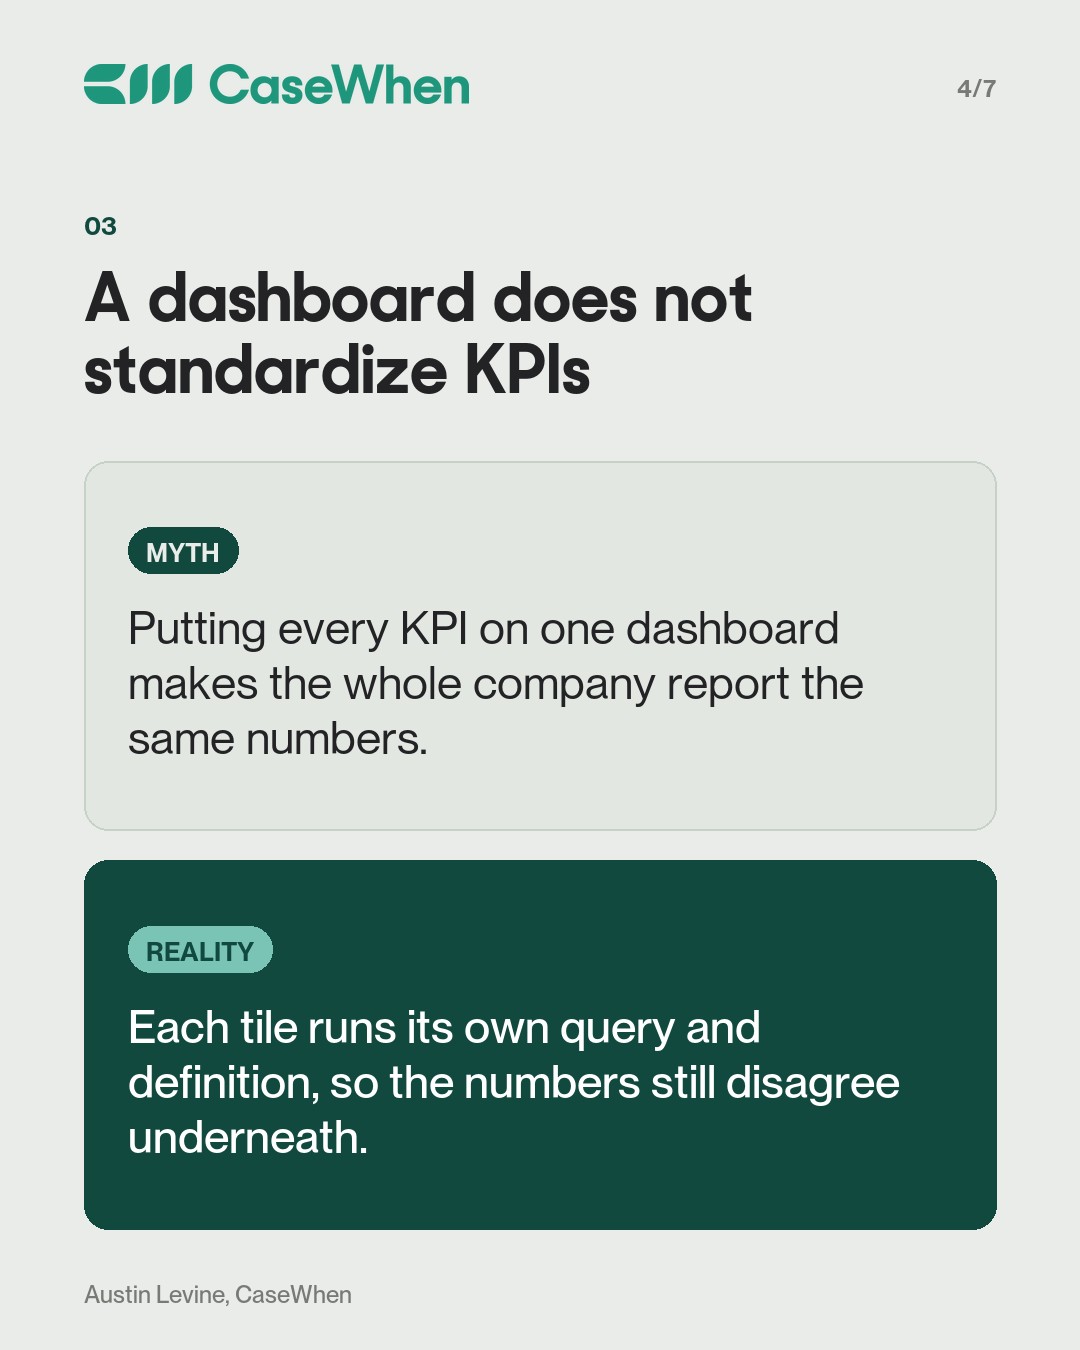 CaseWhen
4/7
03
A dashboard does not
standardize KPIs
MYTH
Putting every KPI on one dashboard
makes the whole company report the
same numbers.
REALITY
Each tile runs its own query and
definition, so the numbers still disagree
underneath.
Austin Levine, CaseWhen